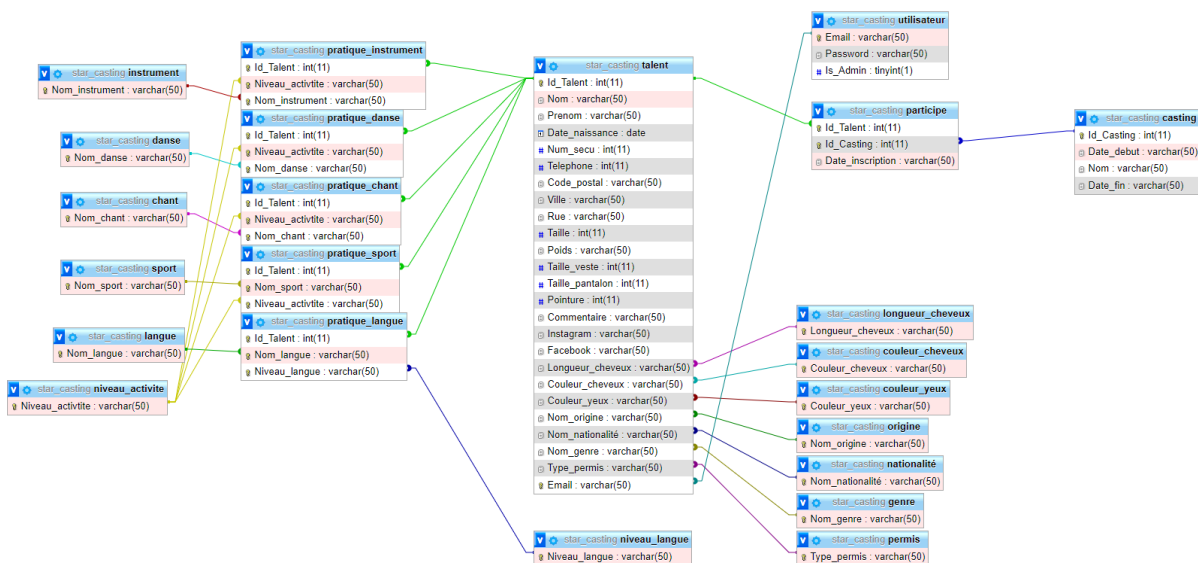 star_casting instrument
Nom_instrument : varchar(50)
star_casting danse
Nom_danse : varchar(50)
star_casting chant
Nom_chant : varchar(50)
star_casting sport
Nom_sport : varchar(50)
star_casting langue
Nom_langue : varchar(50)
star_casting niveau_activite
Niveau_activtite : varchar(50)
star_casting pratique_instrument
Id_Talent : int(11)
Niveau_activtite : varchar(50)
Nom_instrument : varchar(50)
star_casting pratique_danse
Id_Talent : int(11)
Niveau_activtite : varchar(50)
Nom_danse : varchar(50)
star_casting pratique_chant
Id_Talent : int(11)
Niveau_activtite : varchar(50)
Nom_chant : varchar(50)
star_casting pratique_sport
Id_Talent : int(11)
Nom_sport : varchar(50)
Niveau_activtite : varchar(50)
star_casting pratique_langue
Id_Talent : int(11)
Nom_langue : varchar(50)
Niveau_langue : varchar(50)
star_casting talent
Id_Talent : int(11)
Nom : varchar(50)
Prenom : varchar(50)
Date_naissance : date
Num_secu : int(11)
Telephone : int(11)
Code_postal : varchar(50)
Ville : varchar(50)
Rue : varchar(50)
Taille : int(11)
Poids : varchar(50)
Taille_veste : int(11)
Taille_pantalon : int(11)
Pointure : int(11)
Commentaire : varchar(50)
Instagram : varchar(50)
Facebook : varchar(50)
Longueur_cheveux : varchar(50)
Couleur_cheveux : varchar(50)
Couleur_yeux : varchar(50)
Nom_origine : varchar(50)
Nom_nationalité : varchar(50)
Nom_genre : varchar(50)
Type_permis : varchar(50)
Email : varchar(50)
star_casting niveau_langue
Niveau_langue : varchar(50)
star_casting utilisateur
Email : varchar(50)
Password : varchar(50)
Is_Admin : tinyint(1)
star_casting participe
Id_Talent : int(11)
Id_Casting : int(11)
Date_inscription : varchar(50)
star_casting casting
Id_Casting : int(11)
Date_debut : varchar(50)
Nom : varchar(50)
Date_fin : varchar(50)
star_casting longueur_cheveux
Longueur_cheveux : varchar(50)
star_casting couleur_cheveux
Couleur_cheveux : varchar(50)
star_casting couleur_yeux
Couleur_yeux : varchar(50)
star_casting origine
Nom_origine : varchar(50)
star_casting nationalité
Nom_nationalité : varchar(50)
star_casting genre
Nom_genre : varchar(50)
star_casting permis
Type_permis : varchar(50)